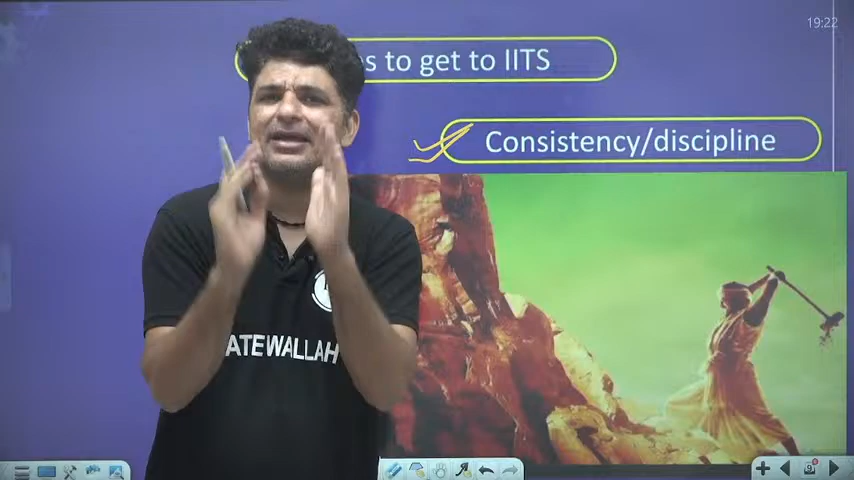 19:22
s to get to IITS
Consistency/discipline
ATEWALLAH